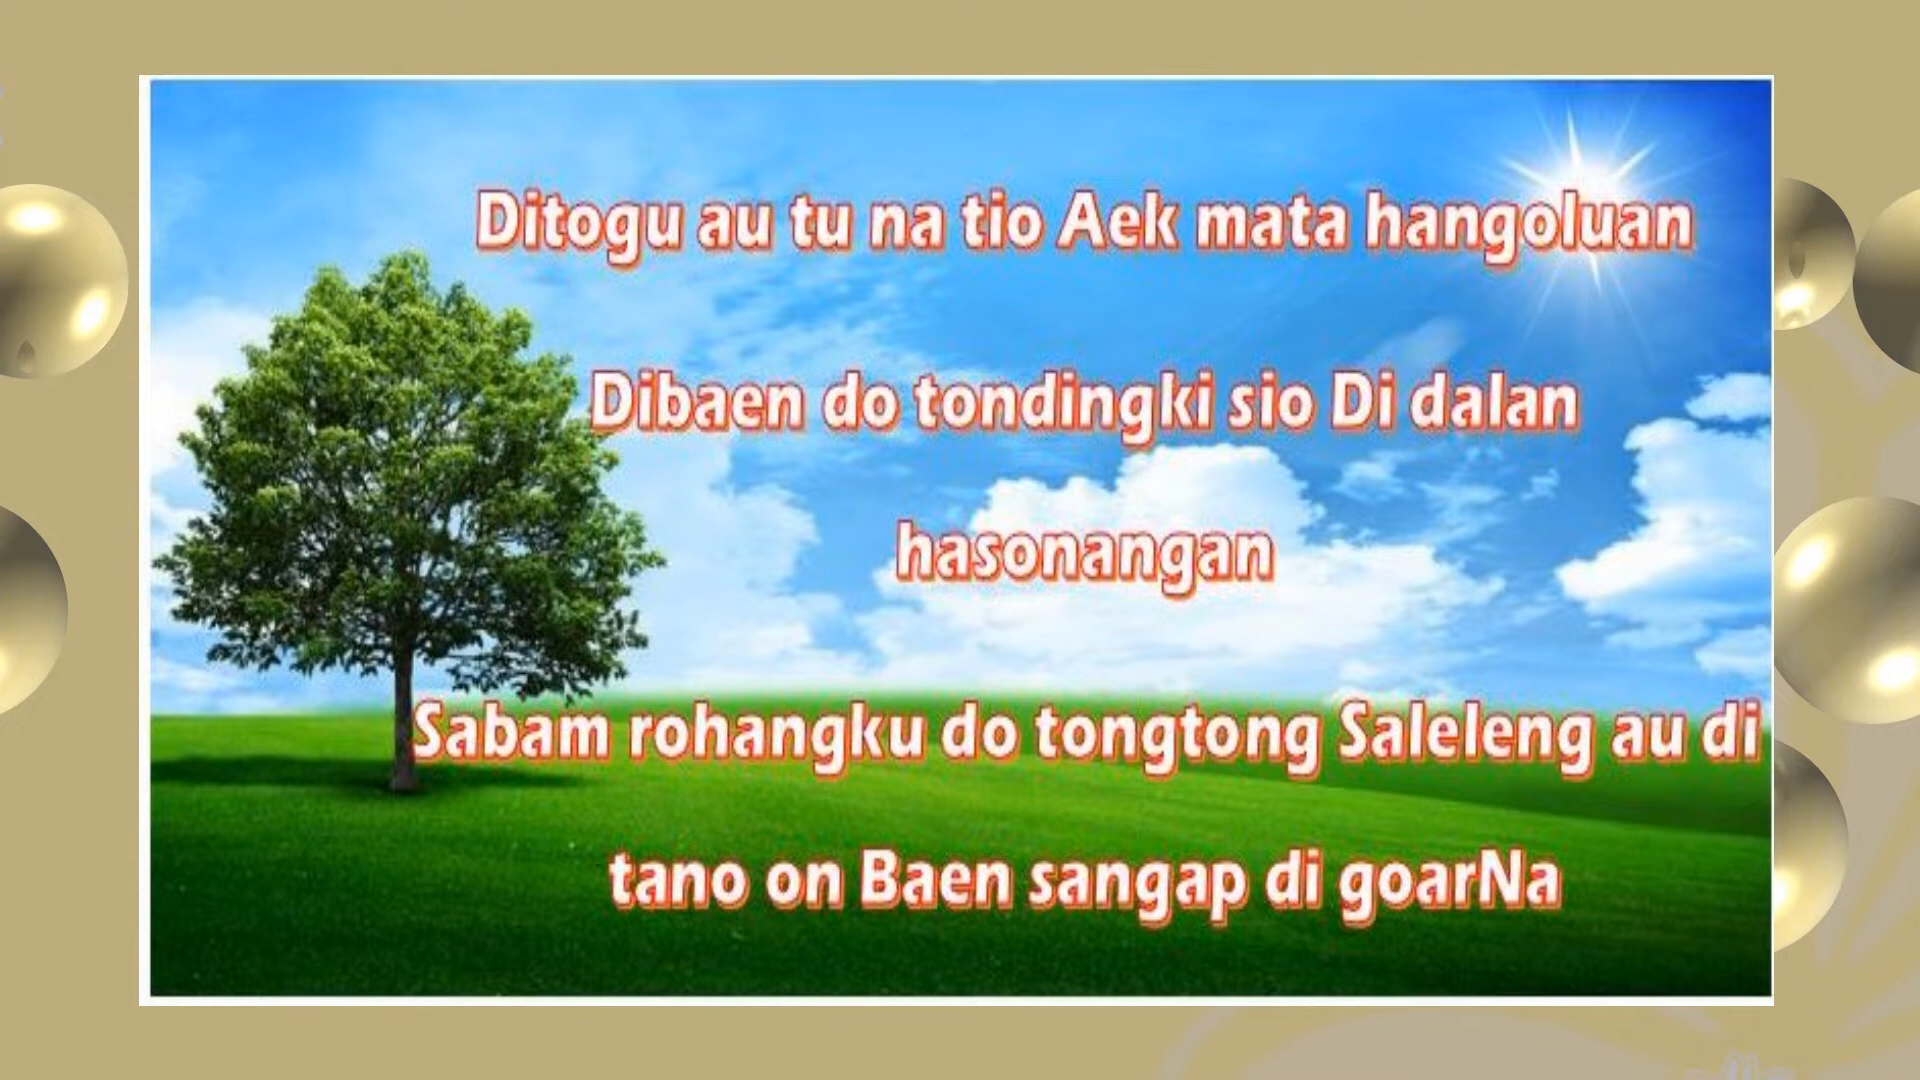 Ditogu au tu na tio Aek mata hangoluan
Dibaen do tondingki sio Di dalan
hasonangan
Sabam rohangku do tongtong Saleleng au di
tano on Baen sangap di goarNa